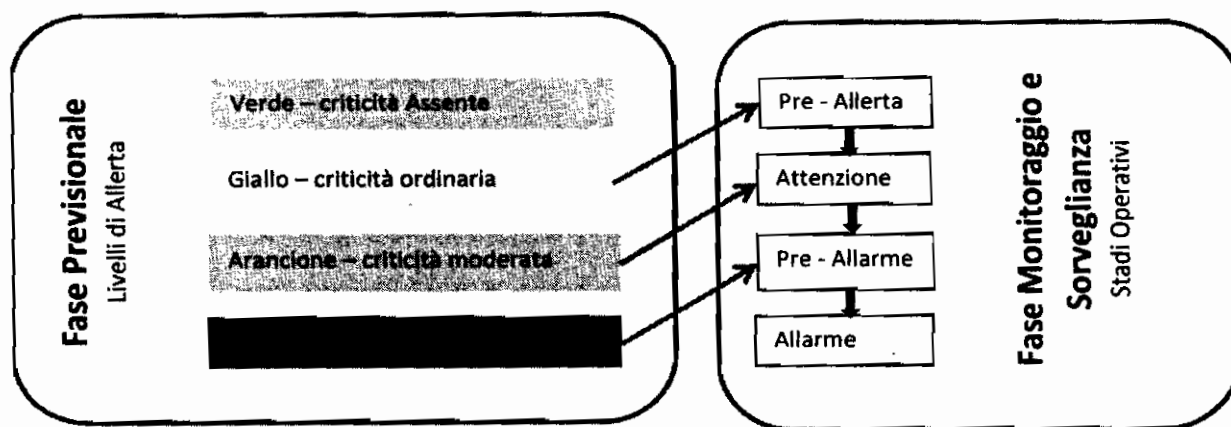 Fase Previsionale
Livelli di Allerta
Verde – criticità Assente
Giallo – criticità ordinaria
Arancione – criticità moderata
Pre - Allerta
Attenzione
Pre - Allarme
Allarme
Fase Monitoraggio e
Sorveglianza
Stadi Operativi